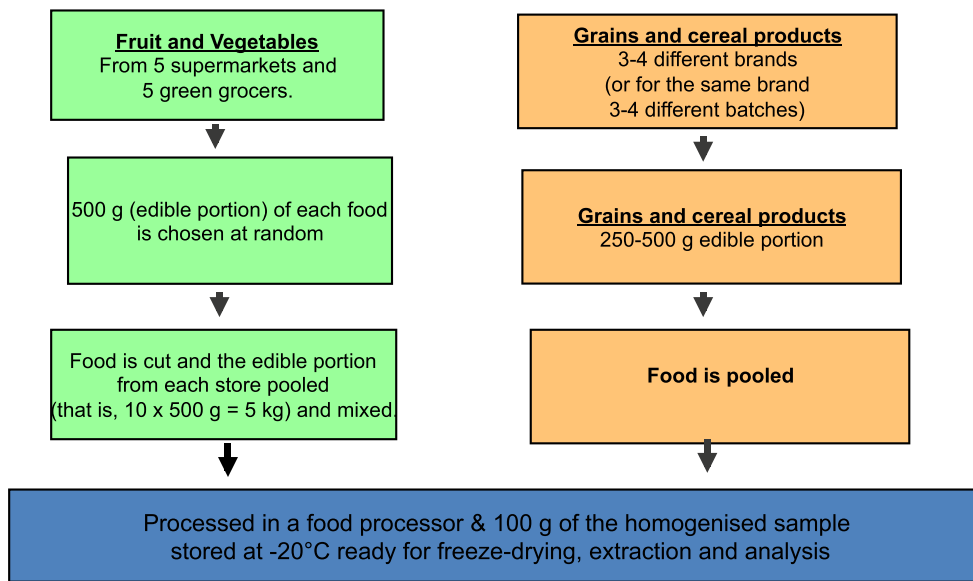 Fruit and Vegetables
From 5 supermarkets and
5 green grocers.
500 g (edible portion) of each food
is chosen at random
Food is cut and the edible portion
from each store pooled
(that is, 10 x 500 g = 5 kg) and mixed.
Grains and cereal products
3-4 different brands
(or for the same brand
3-4 different batches)
Grains and cereal products
250-500 g edible portion
Food is pooled
Processed in a food processor & 100 g of the homogenised sample
stored at -20°C ready for freeze-drying, extraction and analysis